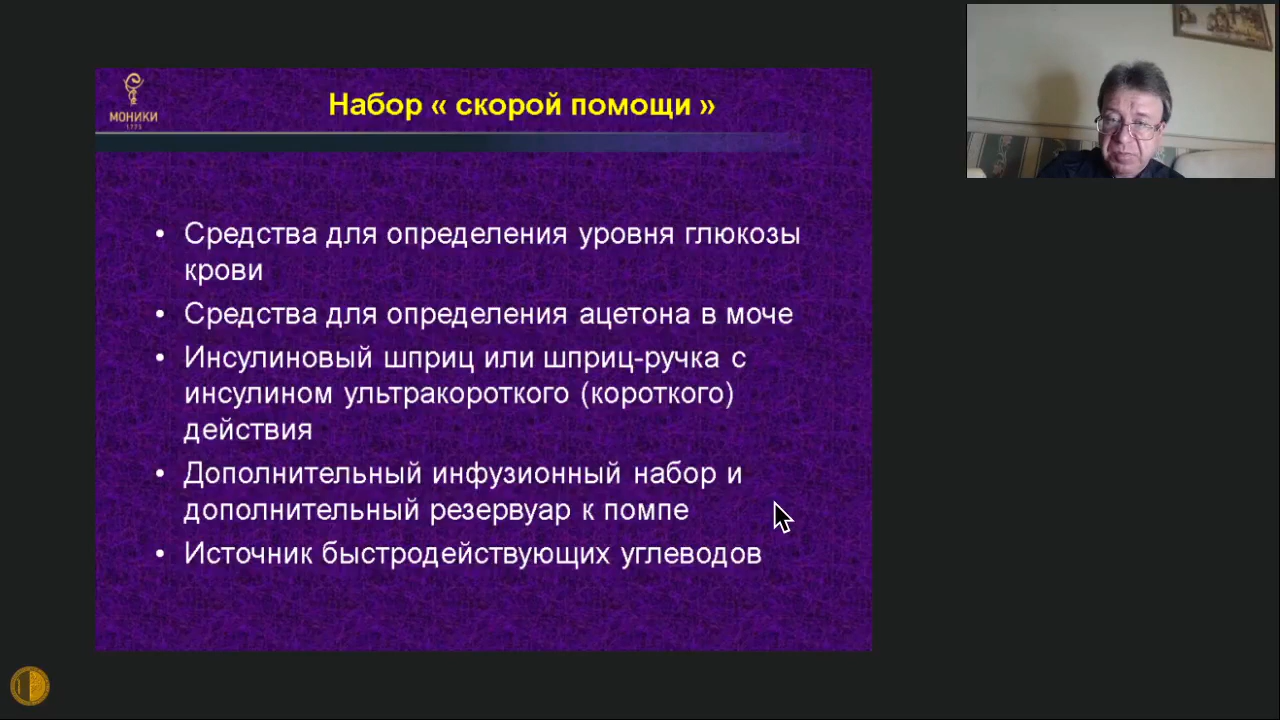 МОНИКИ
1775
Набор « скорой помощи »
• Средства для определения уровня глюкозы
крови
• Средства для определения ацетона в моче
• Инсулиновый шприц или шприц-ручка с
инсулином ультракороткого (короткого)
действия
• Дополнительный инфузионный набор и
дополнительный резервуар к помпе
• Источник быстродействующих углеводов